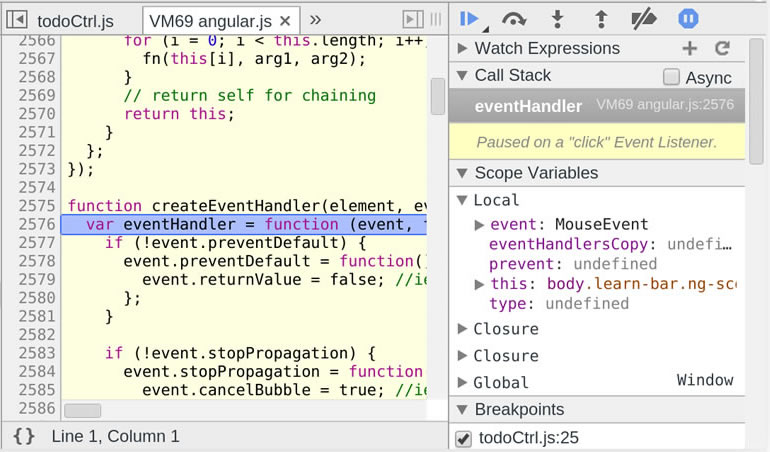 todoCtrl.js
VM69 angular.js × »
2566 for (i = 0; i < this.length; i++
2567 fn(this[i], arg1, arg2);
2568 }
2569 // return self for chaining
2570 return this;
2571 }
2572 };
2573 });
2574
2575 function createEventHandler(element, ev
2576 var eventHandler = function (event,
2577 if (!event.preventDefault) {
2578 event.preventDefault = function()
2579 event.returnValue = false; //ie
2580 };
2581 }
2582
2583 if (!event.stopPropagation) {
2584 event.stopPropagation = function
2585 event.cancelBubble = true; //ie
2586
{} Line 1, Column 1
Watch Expressions
Call Stack
Async
eventHandler VM69 angular.js:2576
Paused on a "click" Event Listener.
Scope Variables
Local
event: MouseEvent
eventHandlersCopy: undefi…
prevent: undefined
this: body.learn-bar.ng-sc
type: undefined
Closure
Closure
Global Window
Breakpoints
todoCtrl.js:25